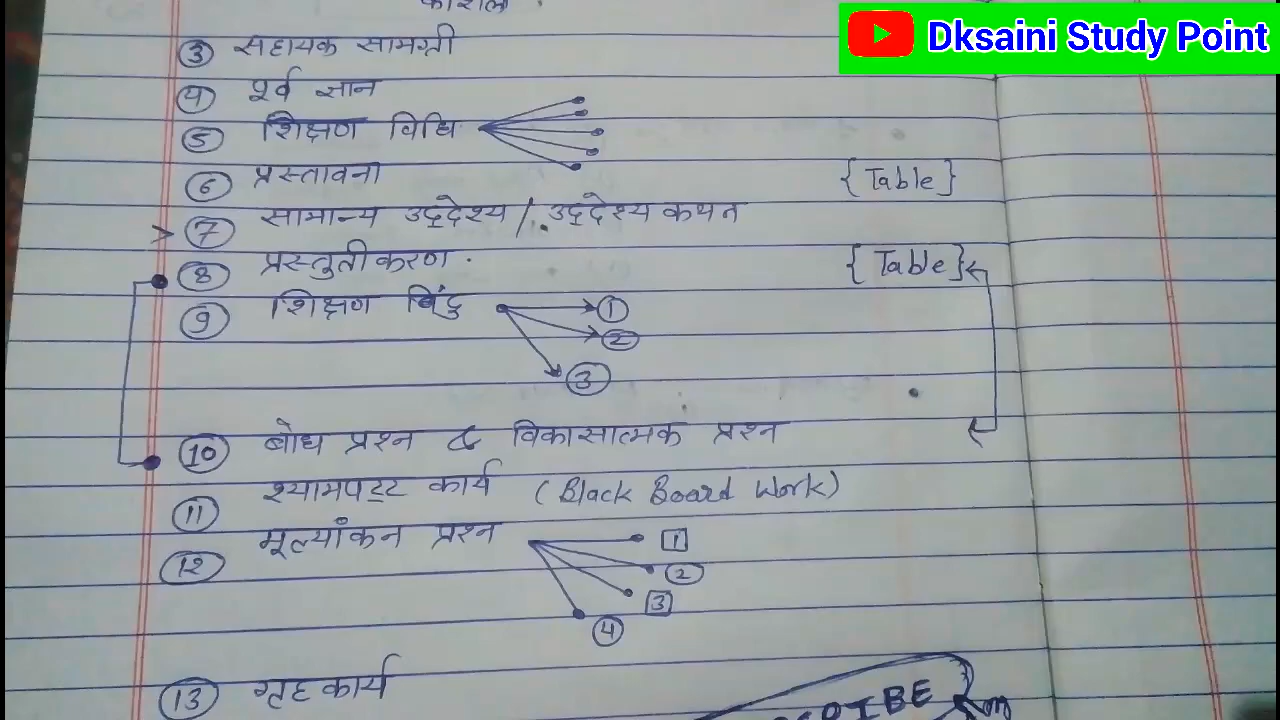 कौशल
Dksaini Study Point
③ सहायक सामग्री
④ पूर्व ज्ञान
⑤ शिक्षण विधि
⑥ प्रस्तावना {Table}
⑦ सामान्य उद्देश्य / उद्देश्य कथन
⑧ प्रस्तुतीकरण. {Table}
⑨ शिक्षण बिंदु ①
②
③
⑩ बोध प्रश्न & विकासात्मक प्रश्न
⑪ श्यामपट्ट कार्य (Black Board Work)
⑫ मूल्यांकन प्रश्न 1
②
3
④
⑬ गृहकार्य